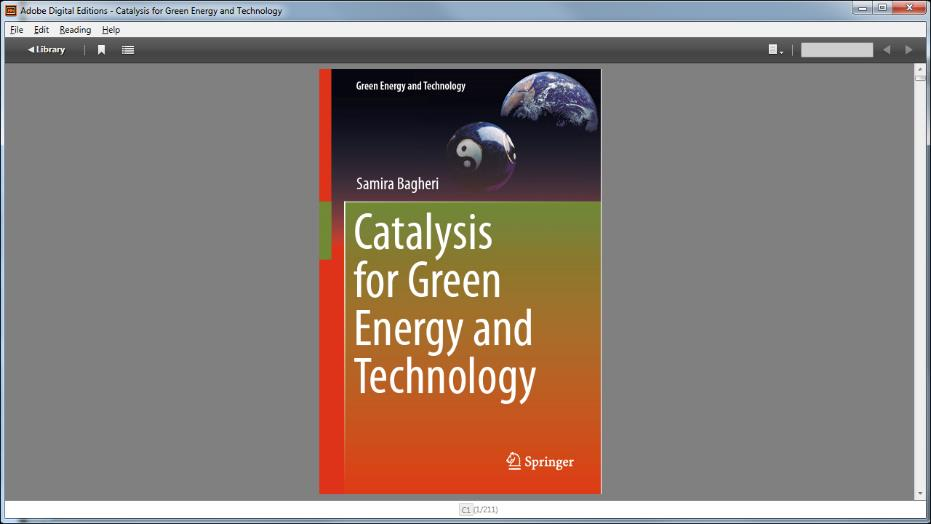 Adobe Digital Editions - Catalysis for Green Energy and Technology
File Edit Reading Help
Library
Green Energy and Technology
Samira Bagheri
Catalysis
for Green
Energy and
Technology
Springer
C1 (1/211)